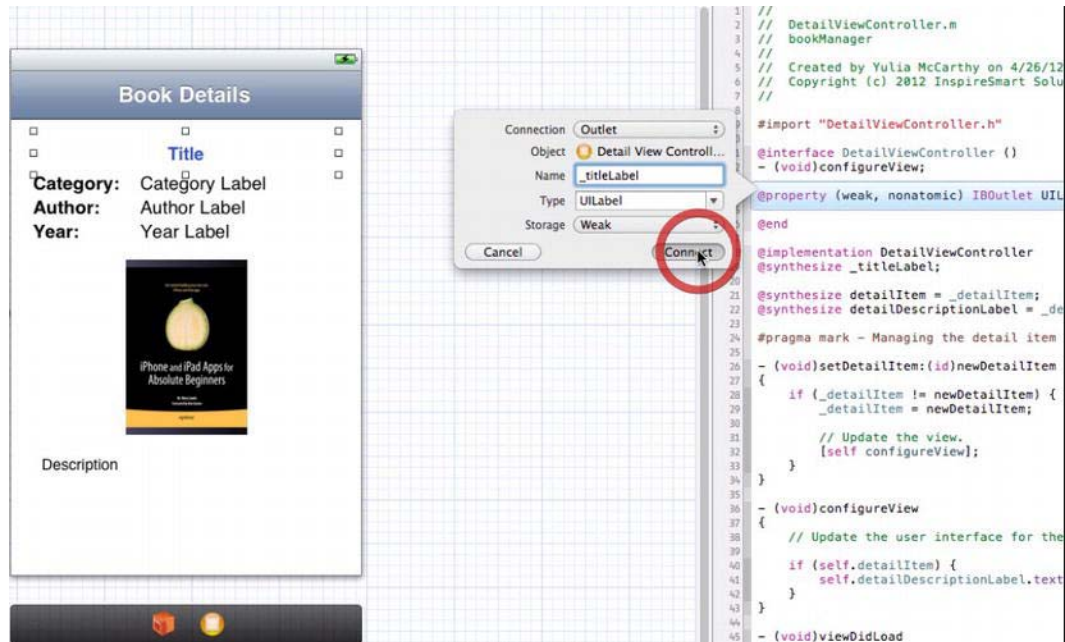 Book Details
Title
Category: Category Label
Author: Author Label
Year: Year Label
iPhone and iPad Apps for
Absolute Beginners
Description
Connection Outlet
Object Detail View Controll...
Name _titleLabel
Type UILabel
Storage Weak
Cancel Connect
//
// DetailViewController.m
// bookManager
//
// Created by Yulia McCarthy on 4/26/12
// Copyright (c) 2012 InspireSmart Solu
//
#import "DetailViewController.h"
@interface DetailViewController ()
- (void)configureView;
@property (weak, nonatomic) IBOutlet UIL
@end
@implementation DetailViewController
@synthesize _titleLabel;
@synthesize detailItem = _detailItem;
@synthesize detailDescriptionLabel = _de
#pragma mark - Managing the detail item
- (void)setDetailItem:(id)newDetailItem
{
if (_detailItem != newDetailItem) {
_detailItem = newDetailItem;
// Update the view.
[self configureView];
}
}
- (void)configureView
{
// Update the user interface for the
if (self.detailItem) {
self.detailDescriptionLabel.text
}
}
- (void)viewDidLoad